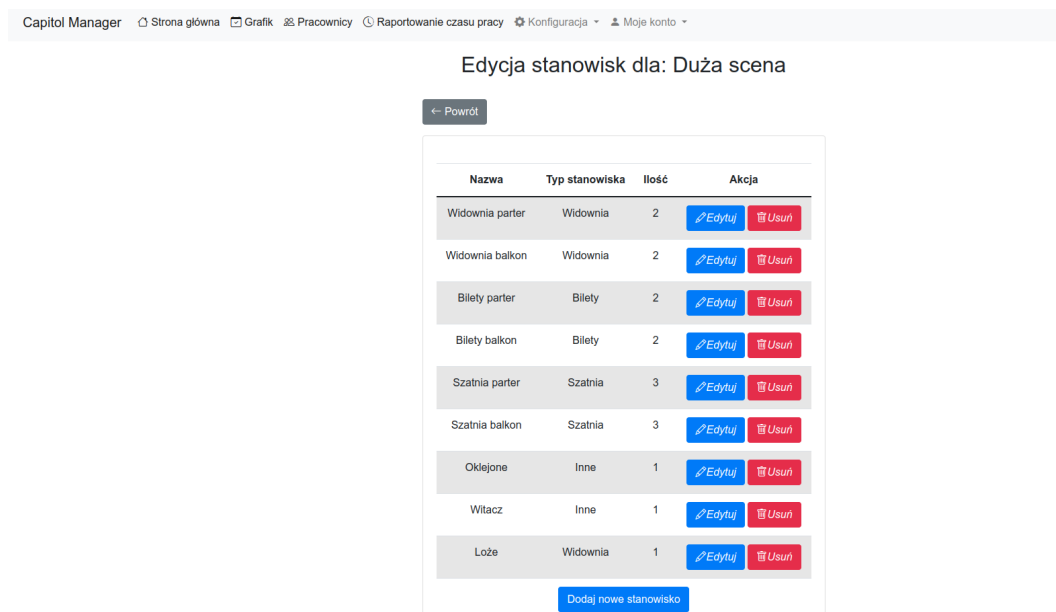 Capitol Manager Strona główna Grafik Pracownicy Raportowanie czasu pracy Konfiguracja Moje konto
Edycja stanowisk dla: Duża scena
← Powrót
Nazwa Typ stanowiska Ilość Akcja
Widownia parter Widownia 2 Edytuj Usuń
Widownia balkon Widownia 2 Edytuj Usuń
Bilety parter Bilety 2 Edytuj Usuń
Bilety balkon Bilety 2 Edytuj Usuń
Szatnia parter Szatnia 3 Edytuj Usuń
Szatnia balkon Szatnia 3 Edytuj Usuń
Oklejone Inne 1 Edytuj Usuń
Witacz Inne 1 Edytuj Usuń
Loże Widownia 1 Edytuj Usuń
Dodaj nowe stanowisko